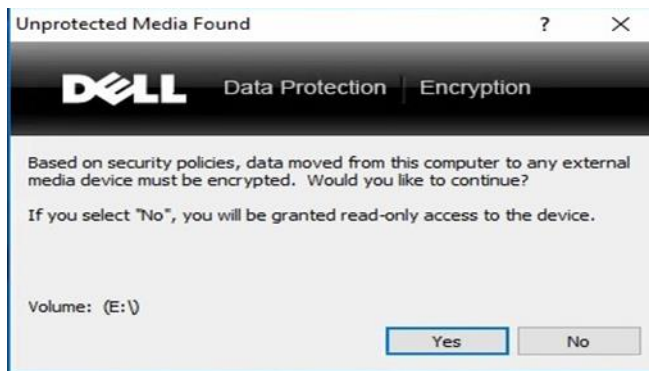 Unprotected Media Found ? ✕
DELL Data Protection | Encryption
Based on security policies, data moved from this computer to any external
media device must be encrypted. Would you like to continue?
If you select "No", you will be granted read-only access to the device.
Volume: (E:\)
Yes No